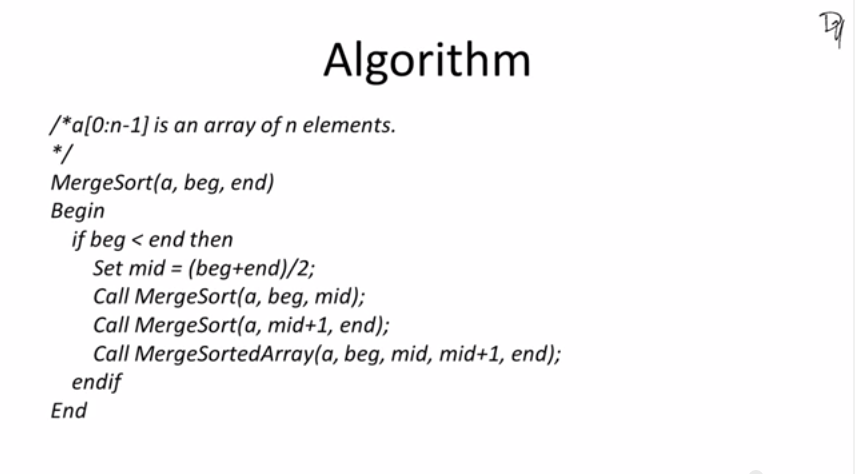 Algorithm
/*a[0:n-1] is an array of n elements.
*/
MergeSort(a, beg, end)
Begin
if beg < end then
Set mid = (beg+end)/2;
Call MergeSort(a, beg, mid);
Call MergeSort(a, mid+1, end);
Call MergeSortedArray(a, beg, mid, mid+1, end);
endif
End